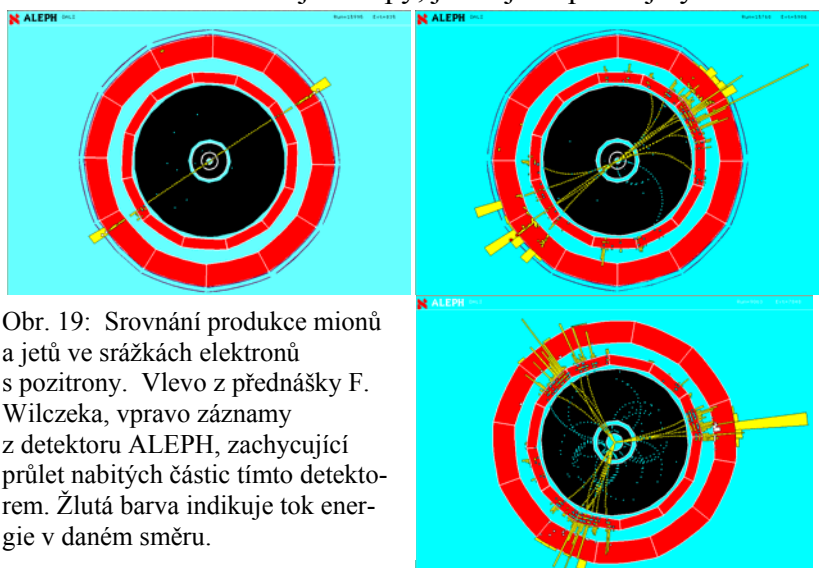 ALEPH DALI
ALEPH
Obr. 19: Srovnání produkce mionů
a jetů ve srážkách elektronů
s pozitrony. Vlevo z přednášky F.
Wilczeka, vpravo záznamy
z detektoru ALEPH, zachycující
průlet nabitých částic tímto detekto-
rem. Žlutá barva indikuje tok ener-
gie v daném směru.
ALEPH